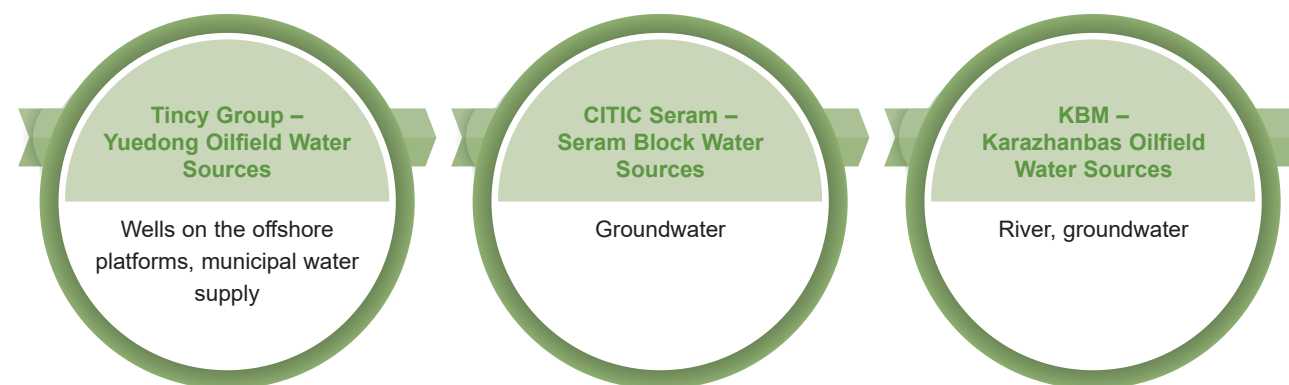 Tincy Group –
Yuedong Oilfield Water
Sources
Wells on the offshore
platforms, municipal water
supply
CITIC Seram –
Seram Block Water
Sources
Groundwater
KBM –
Karazhanbas Oilfield
Water Sources
River, groundwater